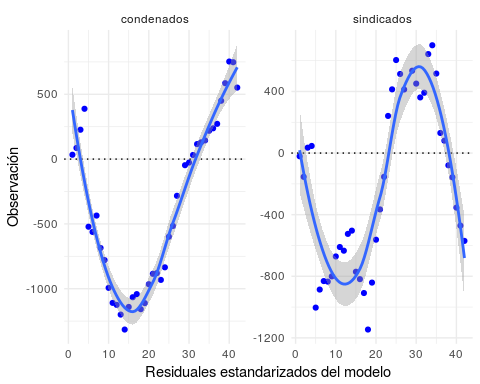 condenados
sindicados
Observación
500
0
-500
-1000
400
0
-400
-800
-1200
0 10 20 30 40
0 10 20 30 40
Residuales estandarizados del modelo